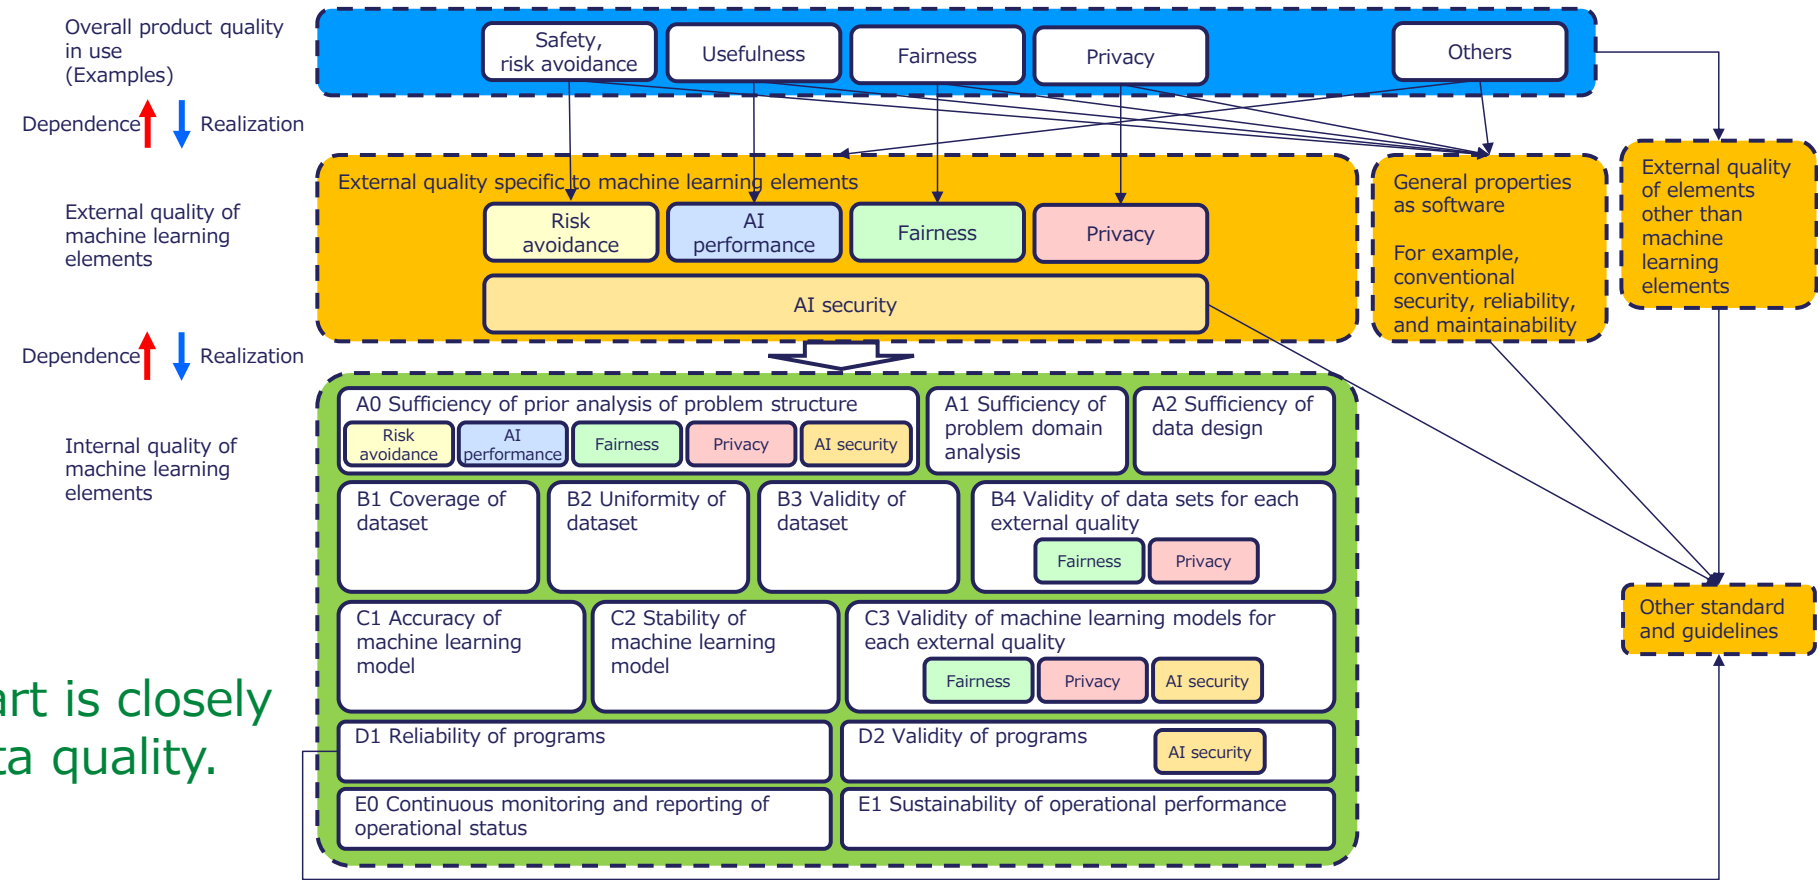 Overall product quality
in use
(Examples)
Safety,
risk avoidance
Usefulness
Fairness
Privacy
Others
Dependence
Realization
External quality of
machine learning
elements
External quality specific to machine learning elements
Risk
avoidance
AI
performance
Fairness
Privacy
AI security
General properties
as software
For example,
conventional
security, reliability,
and maintainability
External quality
of elements
other than
machine
learning
elements
Dependence
Realization
Internal quality of
machine learning
elements
A0 Sufficiency of prior analysis of problem structure
Risk
avoidance
AI
performance
Fairness
Privacy
AI security
A1 Sufficiency of
problem domain
analysis
A2 Sufficiency of
data design
B1 Coverage of
dataset
B2 Uniformity of
dataset
B3 Validity of
dataset
B4 Validity of data sets for each
external quality
Fairness
Privacy
C1 Accuracy of
machine learning
model
C2 Stability of
machine learning
model
C3 Validity of machine learning models for
each external quality
Fairness
Privacy
AI security
Other standard
and guidelines
is closely
quality.
D1 Reliability of programs
D2 Validity of programs
AI security
E0 Continuous monitoring and reporting of
operational status
E1 Sustainability of operational performance